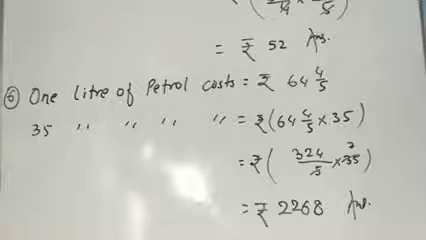 = ₹ 52 Ans.
⑥ One litre of Petrol costs = ₹ 64 4/5
35 " " " " = ₹(64 4/5 × 35)
= ₹( 324/5 × 35 7)
= ₹ 2268 Ans.